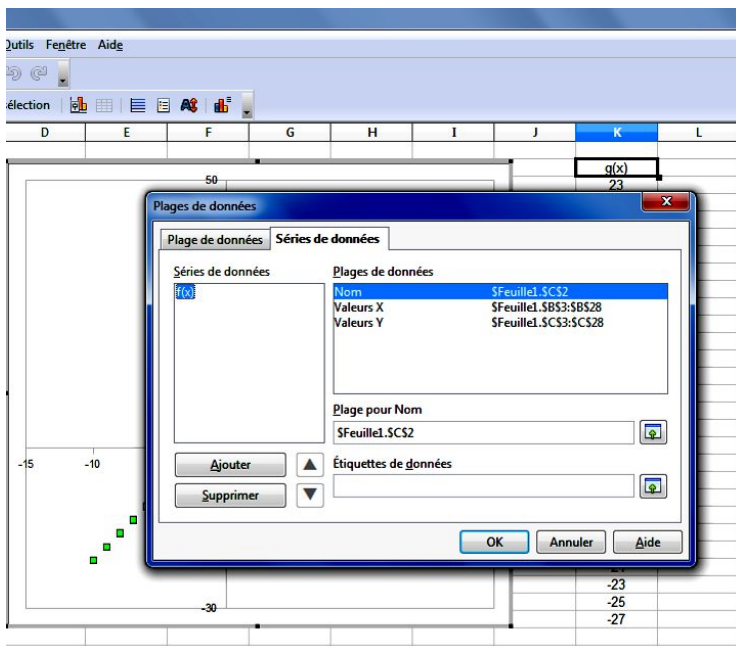 Outils Fenêtre Aide
élection
D E F G H I J K L
g(x)
50
23
Plages de données
Plage de données Séries de données
Séries de données Plages de données
f(x)
Nom $Feuille1.$C$2
Valeurs X $Feuille1.$B$3:$B$28
Valeurs Y $Feuille1.$C$3:$C$28
Plage pour Nom
$Feuille1.$C$2
-15 -10
Ajouter
Étiquettes de données
Supprimer
OK Annuler Aide
-23
-30
-25
-27